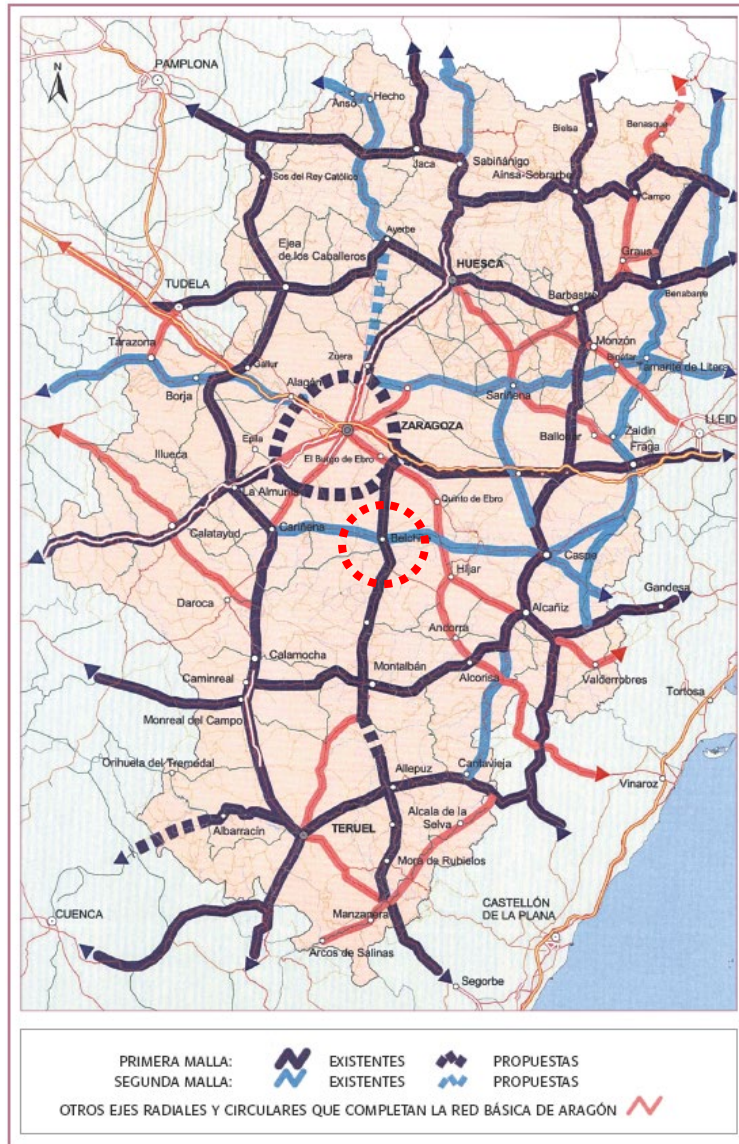 PAMPLONA
N
Ansó
Hecho
Bielsa
Benasque
Jaca
Sabiñánigo
Ainsa-Sobrarbe
Sos del Rey Católico
Campo
Ayerbe
Ejea
de los Caballeros
Graus
HUESCA
TUDELA
Barbastr
Benabarre
Tarazona
Monzón
Zuera
Binéfar
Gallur
Tamarite de Litera
Alagón
Borja
Sariñena
LLEID
ZARAGOZA
Ballobar
Zaidín
Epila
Fraga
Illueca
El Burgo de Ebro
La Almunia
Quinto de Ebro
Calatayud
Cariñena
Belchi
Caspe
Híjar
Gandesa
Daroca
Alcañiz
Ancorra
Calamocha
Montalbán
Alcorisa
Valderrobres
Caminreal
Tortosa
Monreal del Campo
Orihuela del Tremedal
Allepuz
Cantavieja
Vinaroz
Albarracín
TERUEL
Alcala de la
Selva
Mora de Rubielos
CUENCA
Manzanera
CASTELLÓN
DE LA PLANA
Arcos de Salinas
Segorbe
PRIMERA MALLA: EXISTENTES PROPUESTAS
SEGUNDA MALLA: EXISTENTES PROPUESTAS
OTROS EJES RADIALES Y CIRCULARES QUE COMPLETAN LA RED BÁSICA DE ARAGÓN